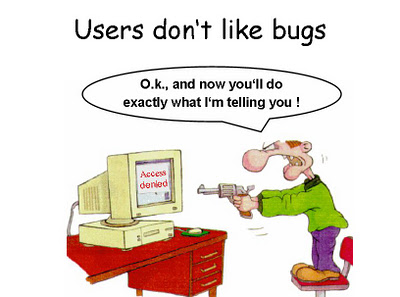 Users don't like bugs
O.k., and now you'll do
exactly what I'm telling you !
Access
denied